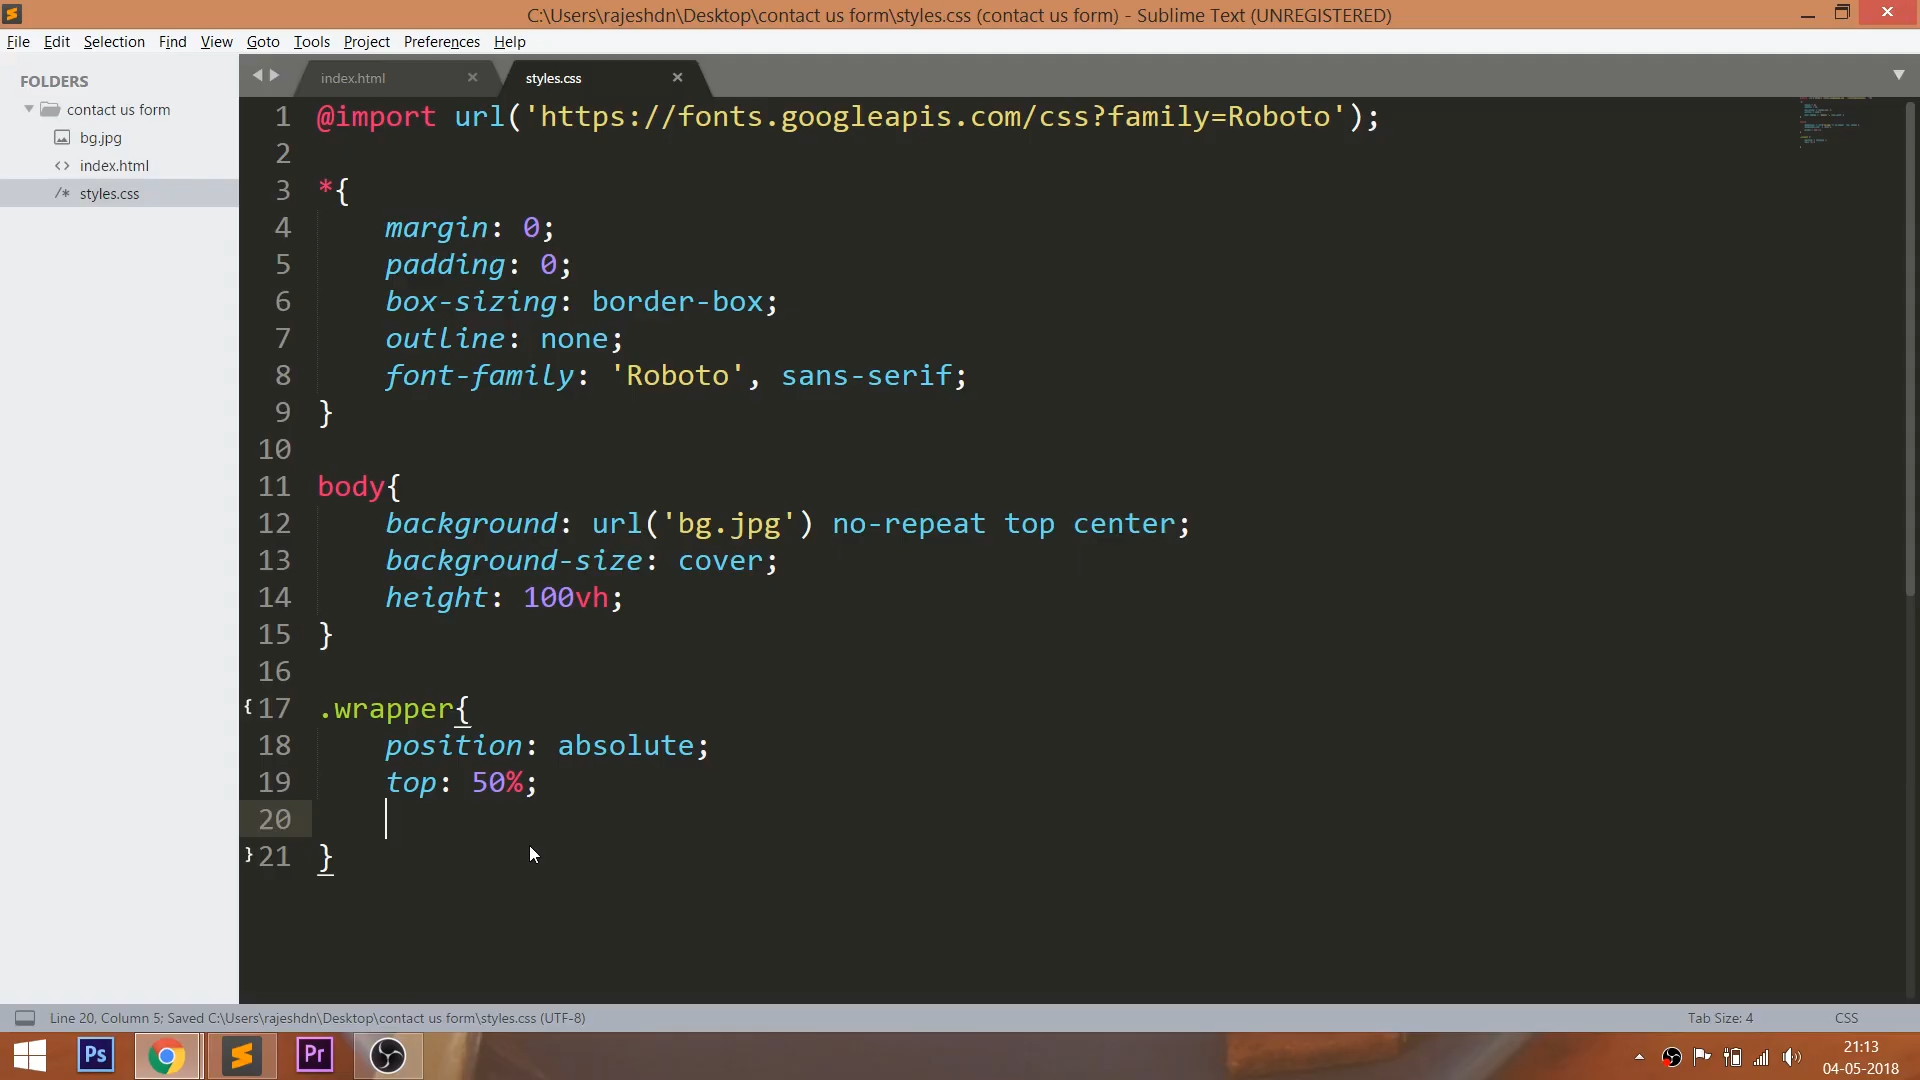 C:\Users\rajeshdn\Desktop\contact us form\styles.css (contact us form) - Sublime Text (UNREGISTERED)
File Edit Selection Find View Goto Tools Project Preferences Help
FOLDERS
contact us form
bg.jpg
index.html
/* styles.css
index.html
styles.css
1 @import url('https://fonts.googleapis.com/css?family=Roboto');
2
3 *{
4 margin: 0;
5 padding: 0;
6 box-sizing: border-box;
7 outline: none;
8 font-family: 'Roboto', sans-serif;
9 }
10
11 body{
12 background: url('bg.jpg') no-repeat top center;
13 background-size: cover;
14 height: 100vh;
15 }
16
{ 17 .wrapper{
18 position: absolute;
19 top: 50%;
20
} 21 }
Line 20, Column 5; Saved C:\Users\rajeshdn\Desktop\contact us form\styles.css (UTF-8)
Tab Size: 4
CSS
Ps
Pr
21:13
04-05-2018